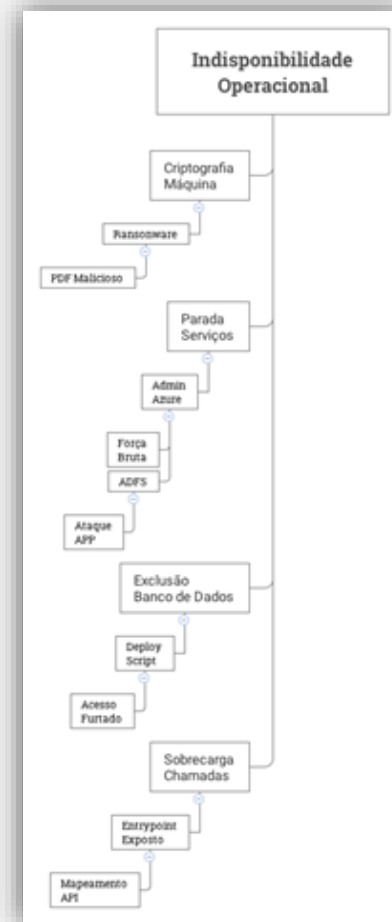 Indisponibilidade
Operacional
Criptografia
Máquina
Ransonware
PDF Malicioso
Parada
Serviços
Admin
Azure
Força
Bruta
ADFS
Ataque
APP
Exclusão
Banco de Dados
Deploy
Script
Acesso
Furtado
Sobrecarga
Chamadas
Entrypoint
Exposto
Mapeamento
API